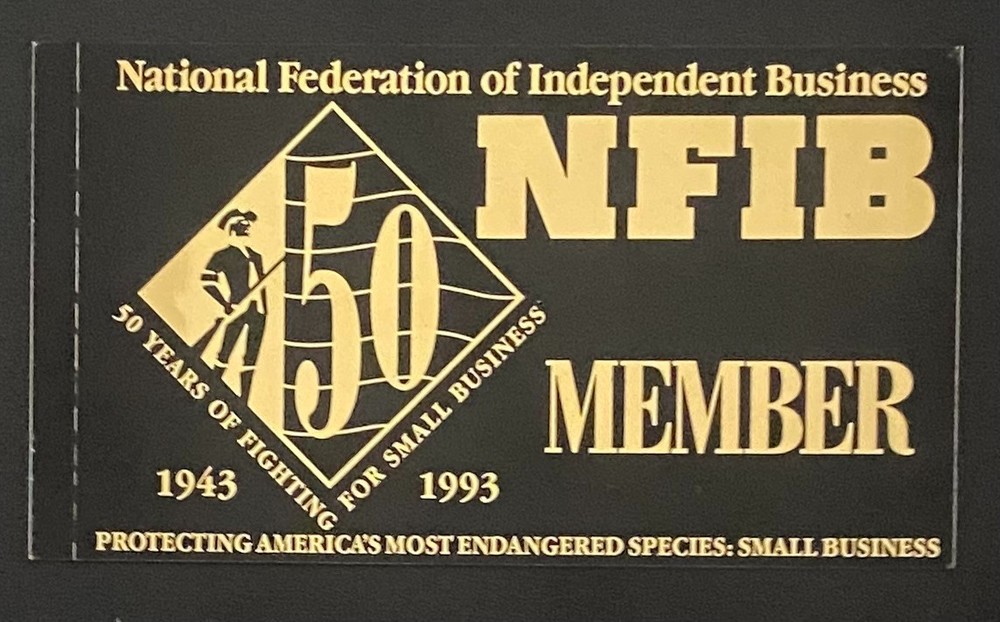 National Federation of Independent Business
NFIB
50
50 YEARS OF FIGHTING
FOR SMALL BUSINESS
MEMBER
1943
1993
PROTECTING AMERICA'S MOST ENDANGERED SPECIES: SMALL BUSINESS